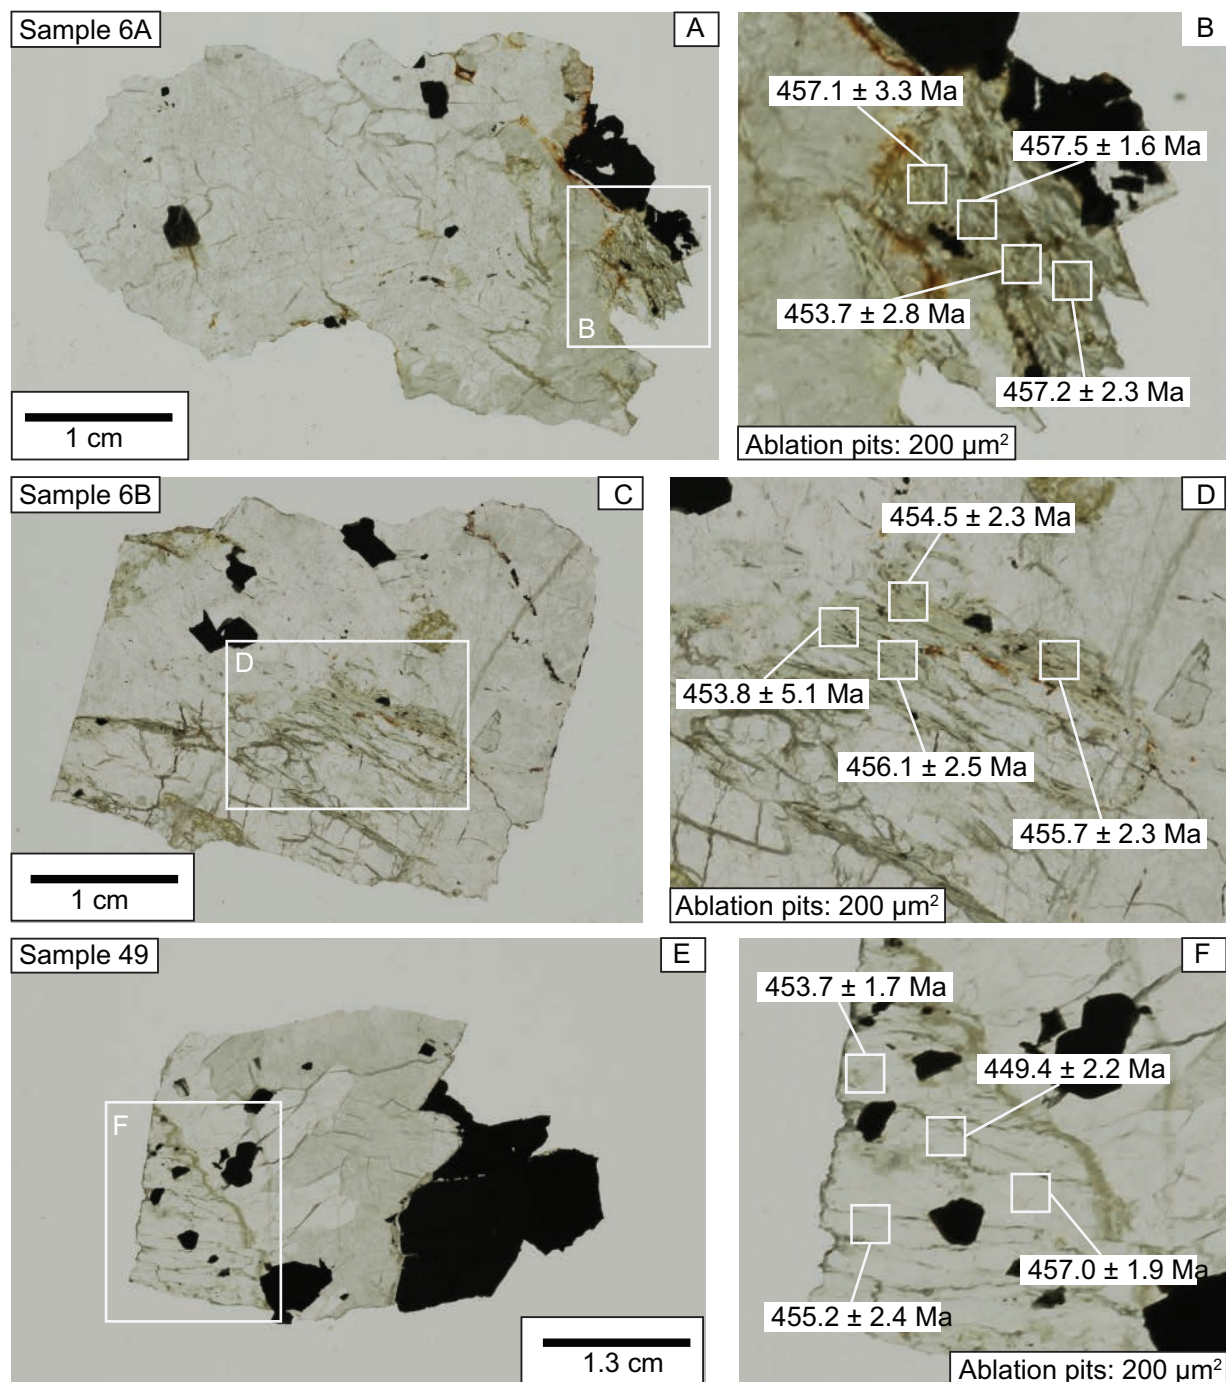 Sample 6A
A
B
1 cm
B
457.1 ± 3.3 Ma
457.5 ± 1.6 Ma
453.7 ± 2.8 Ma
457.2 ± 2.3 Ma
Ablation pits: 200 µm²
Sample 6B
C
D
1 cm
D
454.5 ± 2.3 Ma
453.8 ± 5.1 Ma
456.1 ± 2.5 Ma
455.7 ± 2.3 Ma
Ablation pits: 200 µm²
Sample 49
E
F
1.3 cm
F
453.7 ± 1.7 Ma
449.4 ± 2.2 Ma
457.0 ± 1.9 Ma
455.2 ± 2.4 Ma
Ablation pits: 200 µm²